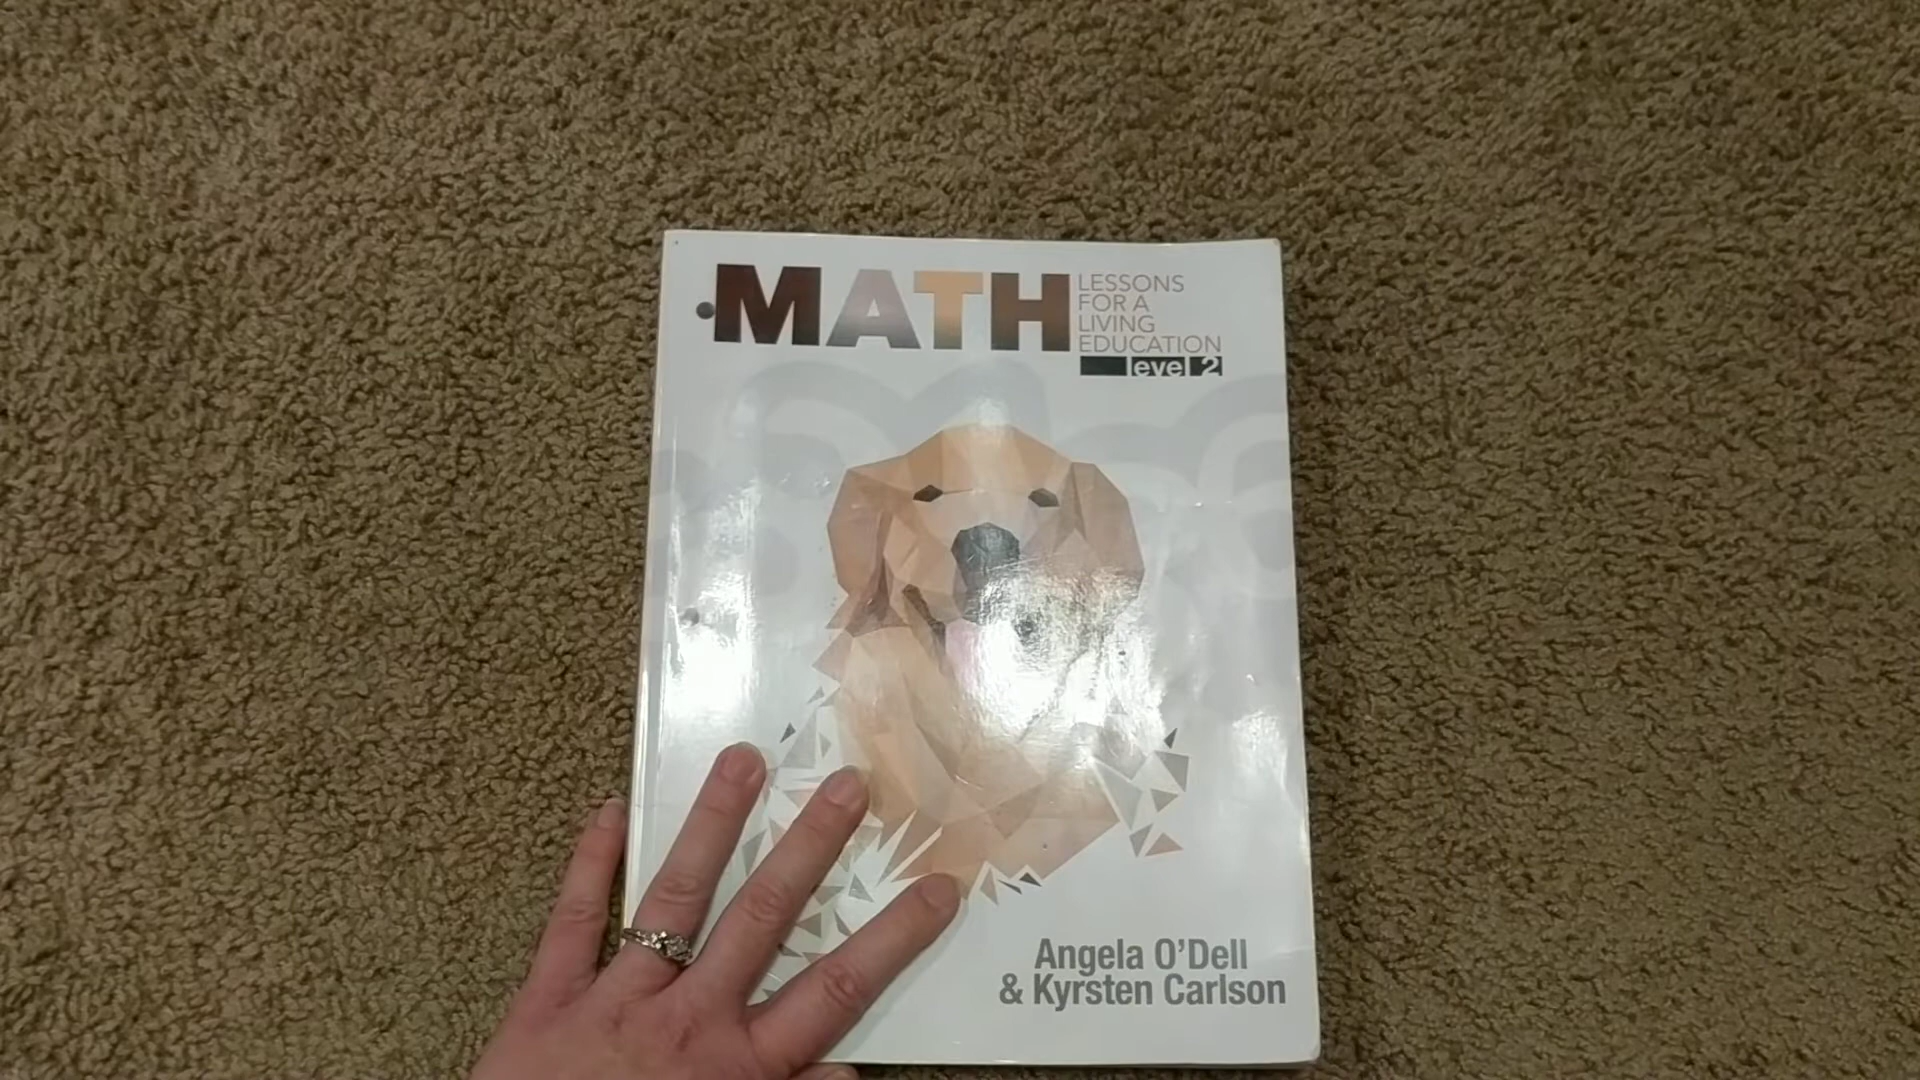 MATH
LESSONS
FOR A
LIVING
EDUCATION
Level 2
Angela O'Dell
& Kyrsten Carlson